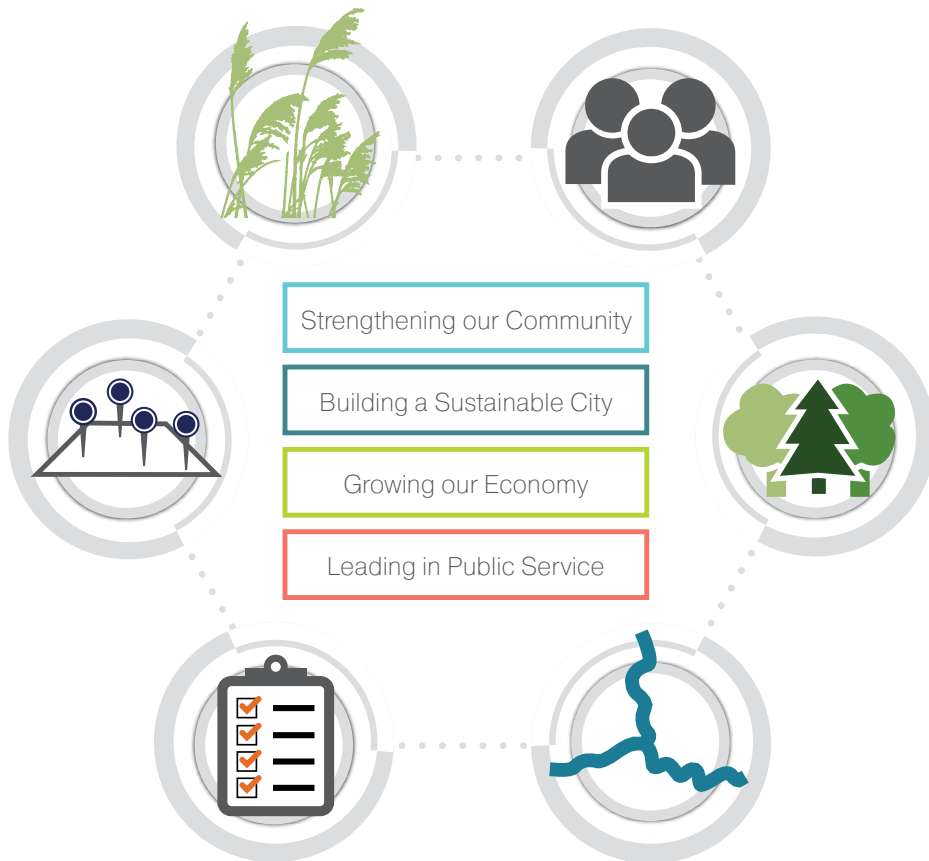 Strengthening our Community
Building a Sustainable City
Growing our Economy
Leading in Public Service